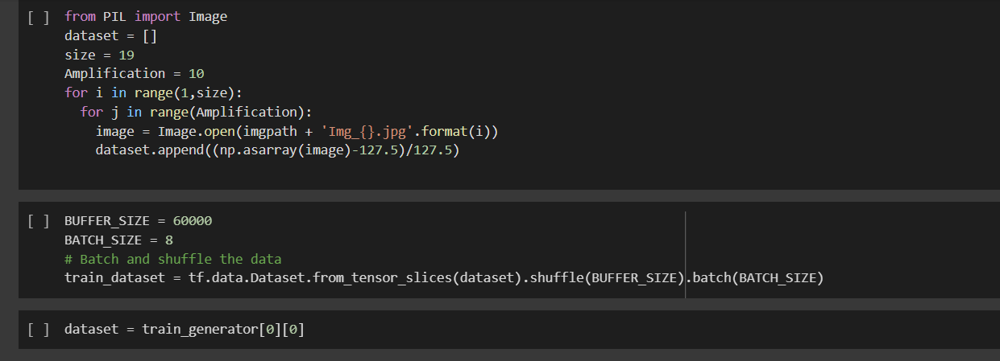 [ ] from PIL import Image
dataset = []
size = 19
Amplification = 10
for i in range(1,size):
  for j in range(Amplification):
    image = Image.open(imgpath + 'Img_{}.jpg'.format(i))
    dataset.append((np.asarray(image)-127.5)/127.5)
[ ] BUFFER_SIZE = 60000
BATCH_SIZE = 8
# Batch and shuffle the data
train_dataset = tf.data.Dataset.from_tensor_slices(dataset).shuffle(BUFFER_SIZE).batch(BATCH_SIZE)
[ ] dataset = train_generator[0][0]